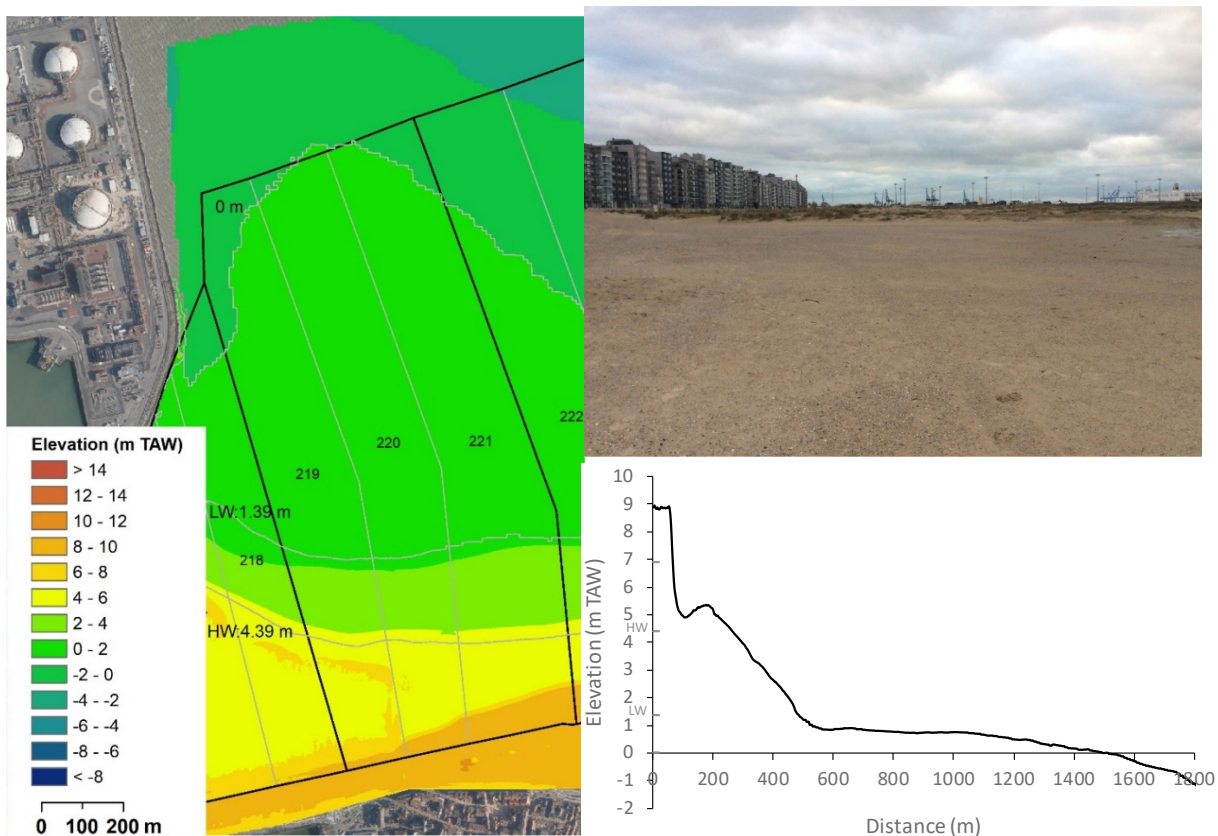 0 m
222
220
221
219
LW:1.39 m
218
HW:4.39 m
Elevation (m TAW)
> 14
12 - 14
10 - 12
8 - 10
6 - 8
4 - 6
2 - 4
0 - 2
-2 - 0
-4 - -2
-6 - -4
-8 - -6
< -8
0 100 200 m
Elevation (m TAW)
10
9
8
7
6
5
HW
4
3
2
LW
1
0
-1
-2
0 200 400 600 800 1000 1200 1400 1600 1800
Distance (m)